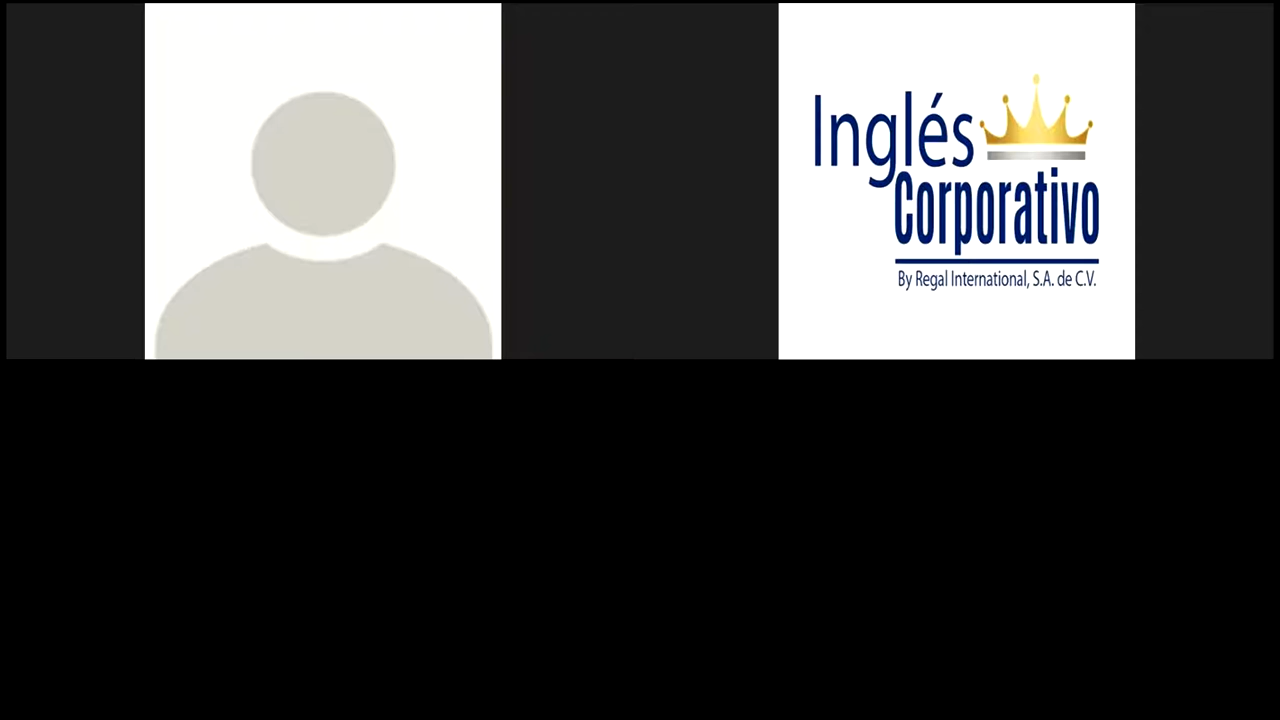 Inglés
Corporativo
By Regal International, S.A. de C.V.